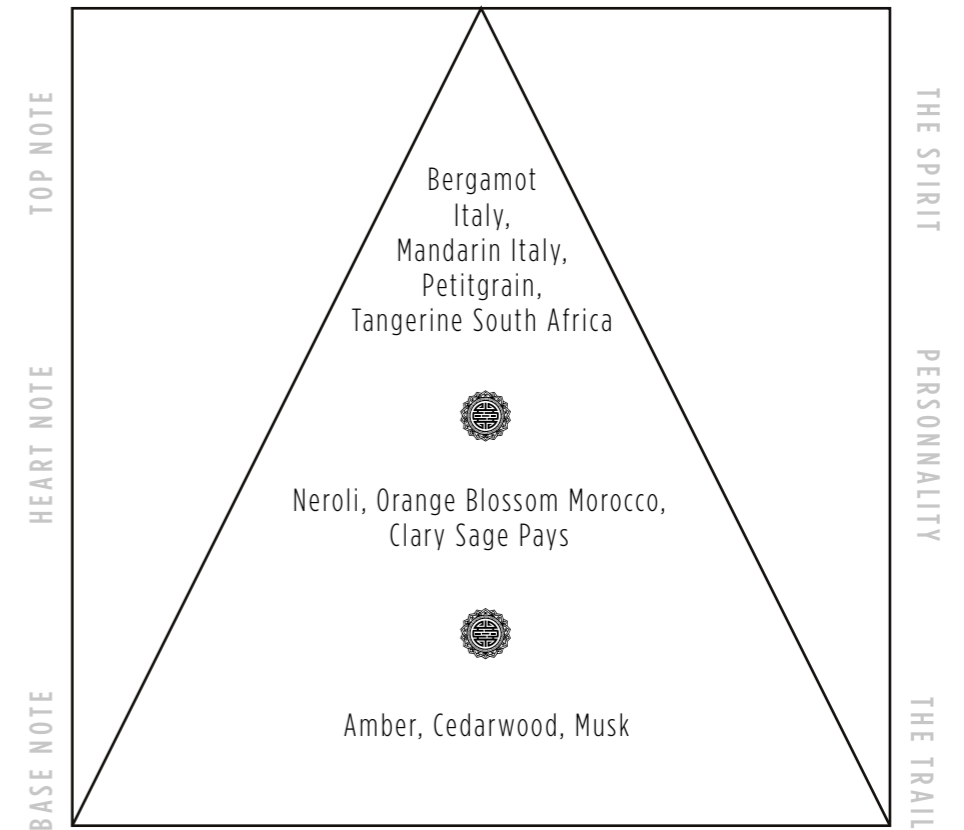 TOP NOTE
THE SPIRIT
Bergamot
Italy,
Mandarin Italy,
Petitgrain,
Tangerine South Africa
HEART NOTE
PERSONNALITY
Neroli, Orange Blossom Morocco,
Clary Sage Pays
BASE NOTE
THE TRAIL
Amber, Cedarwood, Musk